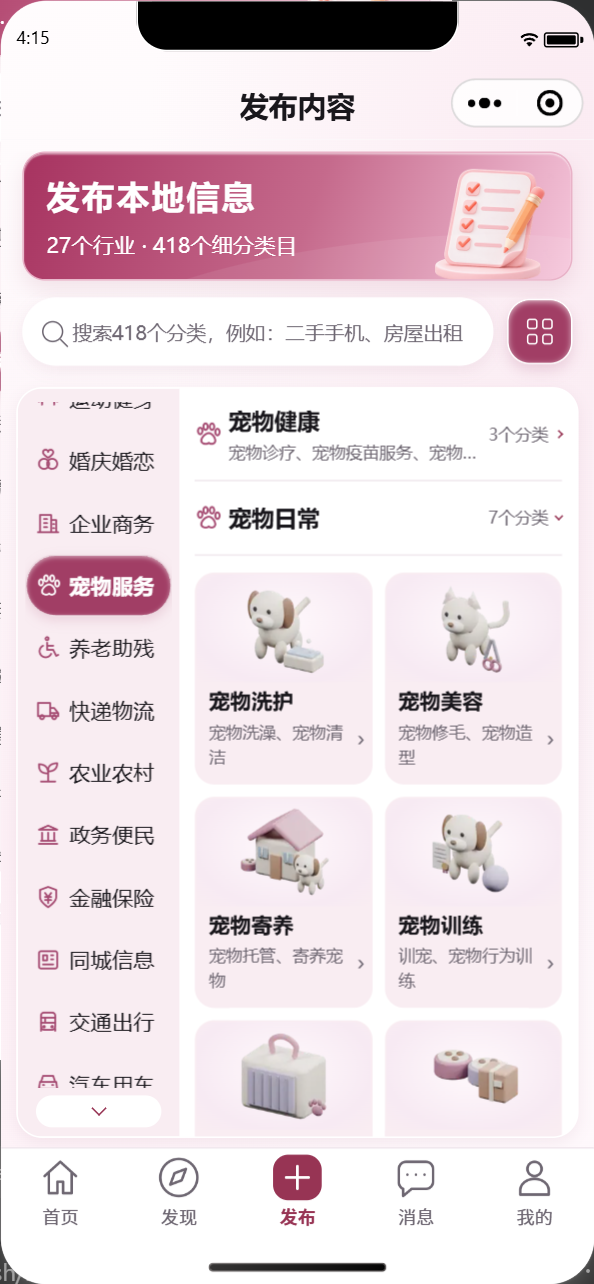 4:15
发布内容
发布本地信息
27个行业 · 418个细分类目
搜索418个分类，例如：二手手机、房屋出租
运动健身
婚庆婚恋
企业商务
宠物服务
养老助残
快递物流
农业农村
政务便民
金融保险
同城信息
交通出行
汽车用车
宠物健康
3个分类
宠物诊疗、宠物疫苗服务、宠物...
宠物日常
7个分类
宠物洗护
宠物洗澡、宠物清
洁
宠物美容
宠物修毛、宠物造
型
宠物寄养
宠物托管、寄养宠
物
宠物训练
训宠、宠物行为训
练
首页
发现
发布
消息
我的